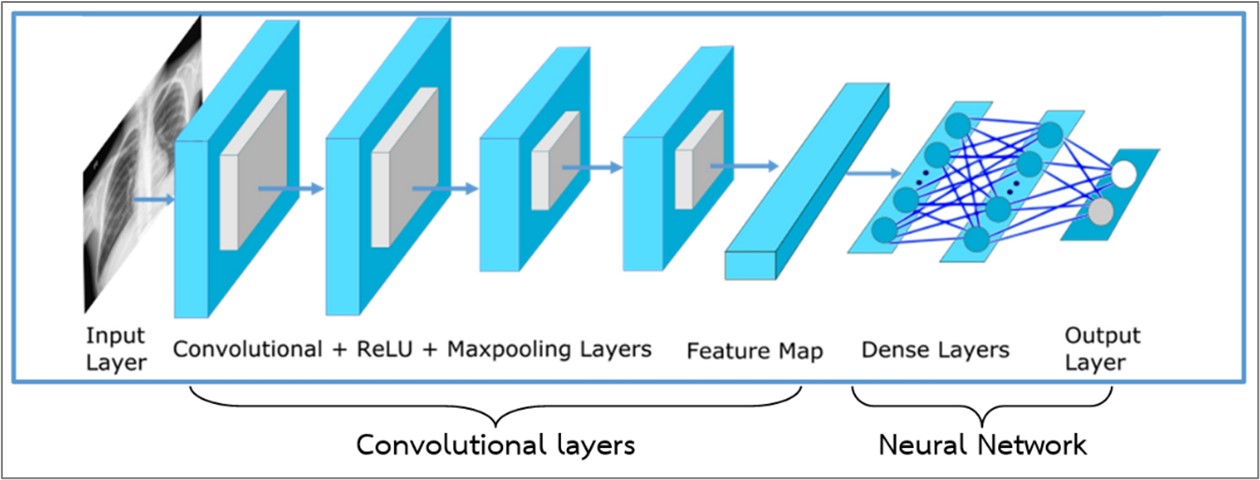 Input
Layer
Convolutional + ReLU + Maxpooling Layers
Feature Map
Dense Layers
Output
Layer
Convolutional layers
Neural Network